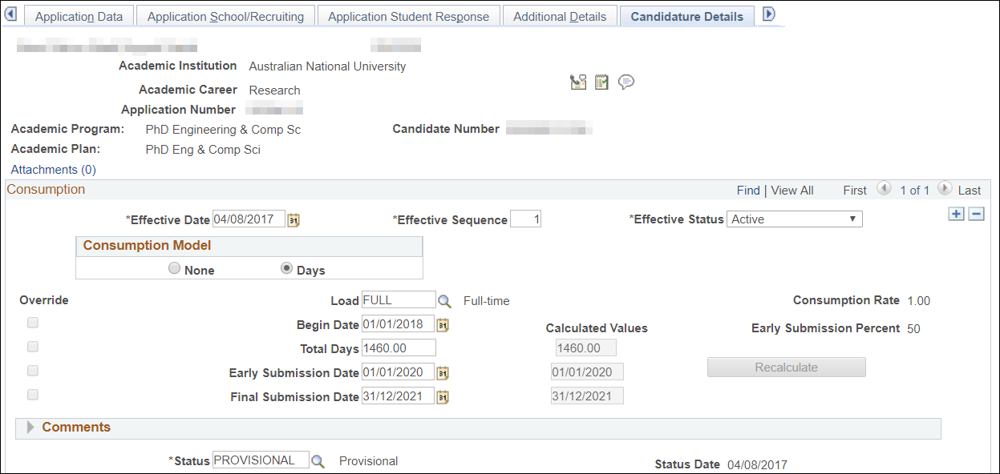 Application Data Application School/Recruiting Application Student Response Additional Details Candidature Details
Academic Institution Australian National University
Academic Career Research
Application Number
Academic Program: PhD Engineering & Comp Sc Candidate Number
Academic Plan: PhD Eng & Comp Sci
Attachments (0)
Consumption Find | View All First 1 of 1 Last
*Effective Date 04/08/2017 31 *Effective Sequence 1 *Effective Status Active
Consumption Model
None Days
Override Load FULL Full-time Consumption Rate 1.00
Begin Date 01/01/2018 31 Calculated Values Early Submission Percent 50
Total Days 1460.00 1460.00
Early Submission Date 01/01/2020 31 01/01/2020 Recalculate
Final Submission Date 31/12/2021 31 31/12/2021
Comments
*Status PROVISIONAL Provisional Status Date 04/08/2017